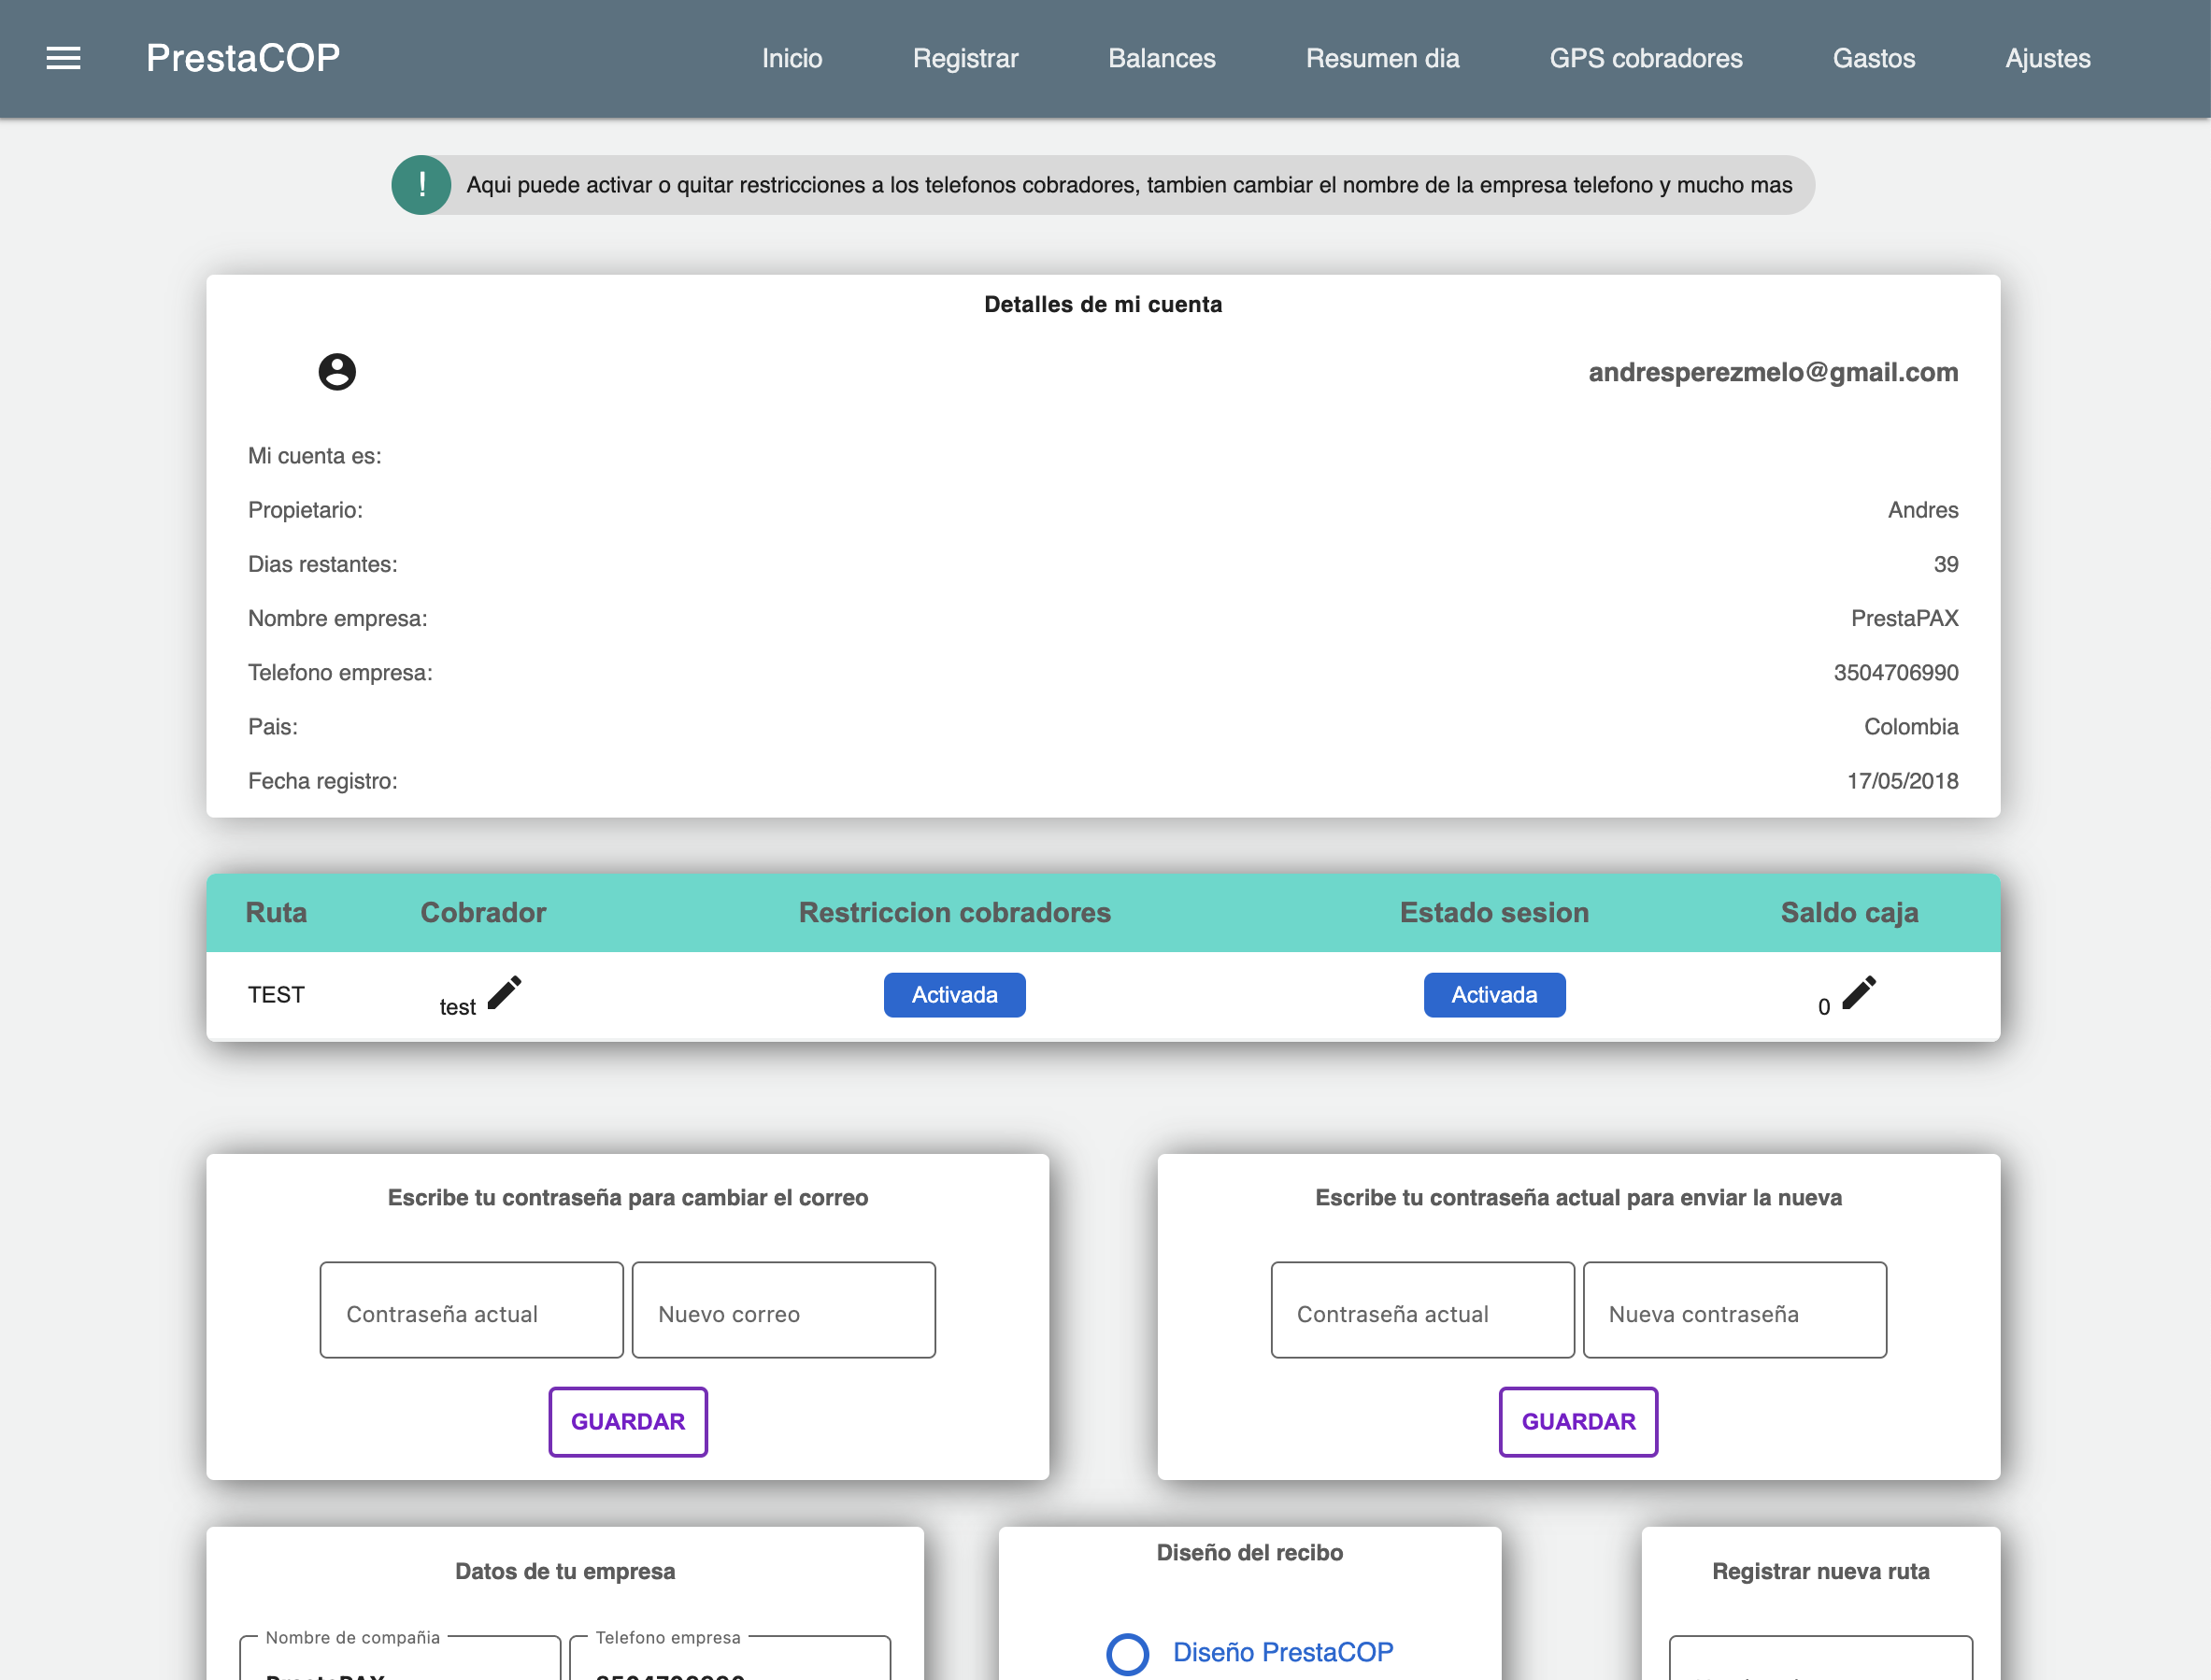 PrestaCOP Inicio Registrar Balances Resumen dia GPS cobradores Gastos Ajustes
! Aqui puede activar o quitar restricciones a los telefonos cobradores, tambien cambiar el nombre de la empresa telefono y mucho mas
Detalles de mi cuenta
andresperezmelo@gmail.com
Mi cuenta es:
Propietario: Andres
Dias restantes: 39
Nombre empresa: PrestaPAX
Telefono empresa: 3504706990
Pais: Colombia
Fecha registro: 17/05/2018
Ruta Cobrador Restriccion cobradores Estado sesion Saldo caja
TEST test Activada Activada 0
Escribe tu contraseña para cambiar el correo
Contraseña actual Nuevo correo
GUARDAR
Escribe tu contraseña actual para enviar la nueva
Contraseña actual Nueva contraseña
GUARDAR
Datos de tu empresa
Nombre de compañia Telefono empresa
PrestaPAX 3504706990
Diseño del recibo
Diseño PrestaCOP
Registrar nueva ruta